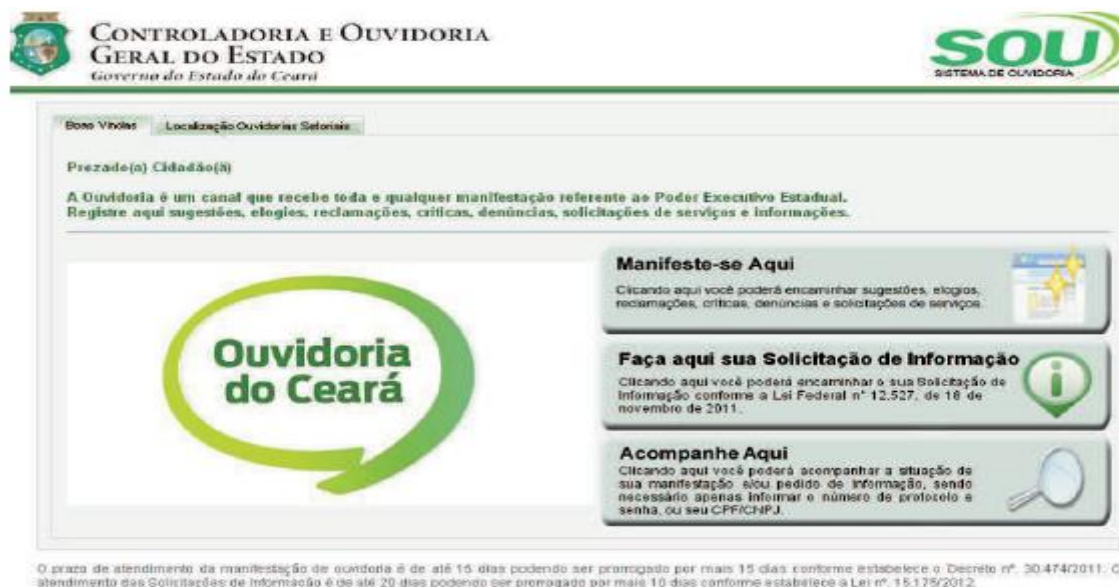 CONTROLADORIA E OUVIDORIA
GERAL DO ESTADO
Governo do Estado do Ceará
SOU
SISTEMA DE OUVIDORIA
Boas Vindas
Localização Ouvidorias Setoriais
Prezado(a) Cidadão(ã)
A Ouvidoria é um canal que recebe toda e qualquer manifestação referente ao Poder Executivo Estadual.
Registre aqui sugestões, elogios, reclamações, críticas, denúncias, solicitações de serviços e informações.
Ouvidoria
do Ceará
Manifeste-se Aqui
Clicando aqui você poderá encaminhar sugestões, elogios,
reclamações, críticas, denúncias e solicitações de serviços.
Faça aqui sua Solicitação de Informação
Clicando aqui você poderá encaminhar o sua Solicitação de
Informação conforme a Lei Federal n° 12.527, de 18 de
novembro de 2011.
Acompanhe Aqui
Clicando aqui você poderá acompanhar a situação de
sua manifestação e/ou pedido de informação, sendo
necessário apenas informar o número de protocolo e
senha, ou seu CPF/CNPJ.
O prazo de atendimento da manifestação de ouvidoria é de até 15 dias podendo ser prorrogado por mais 15 dias conforme estabelece o Decreto nº. 30.474/2011.
atendimento das Solicitações de Informação é de até 20 dias podendo ser prorrogado por mais 10 dias conforme estabelece a Lei nº. 15.175/2012.